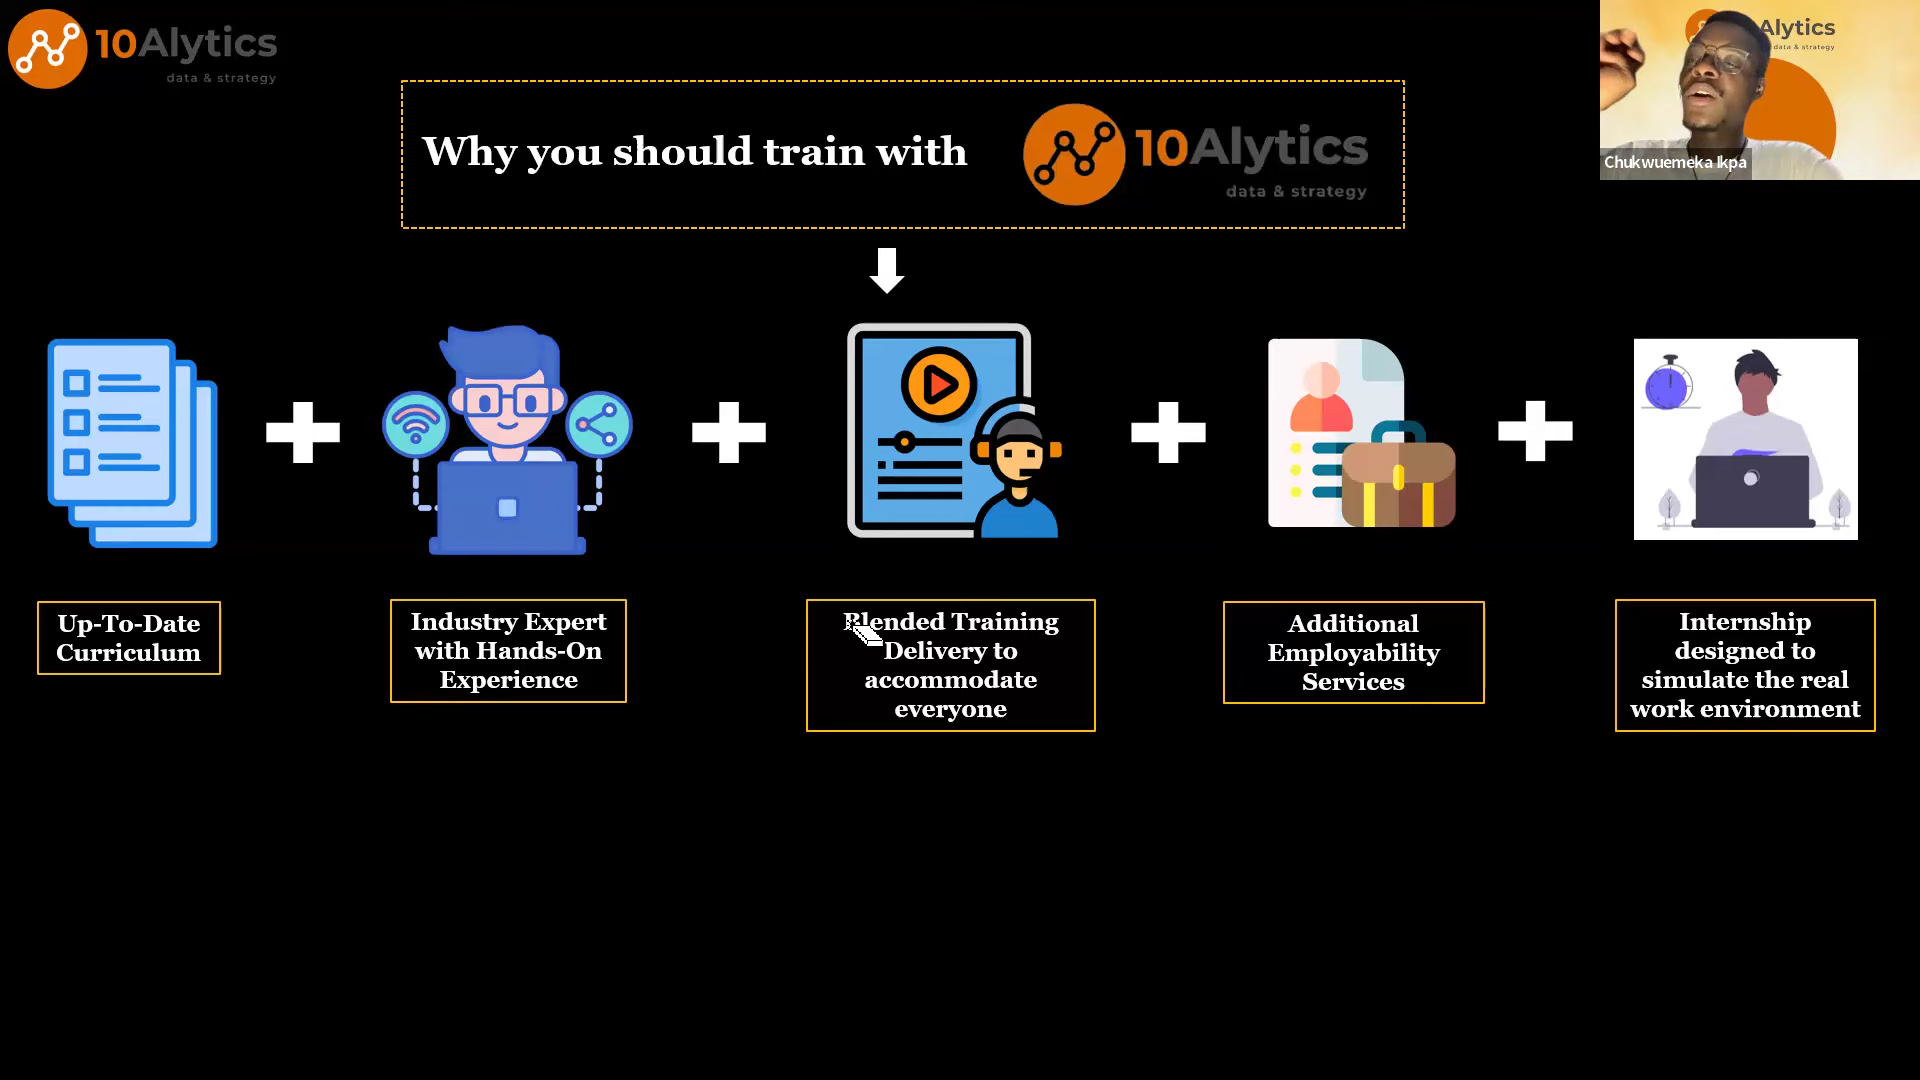 10Alytics
data & strategy
Why you should train with
10Alytics
data & strategy
Alytics
data & strategy
Chukwuemeka Ikpa
Up-To-Date
Curriculum
Industry Expert
with Hands-On
Experience
Blended Training
Delivery to
accommodate
everyone
Additional
Employability
Services
Internship
designed to
simulate the real
work environment